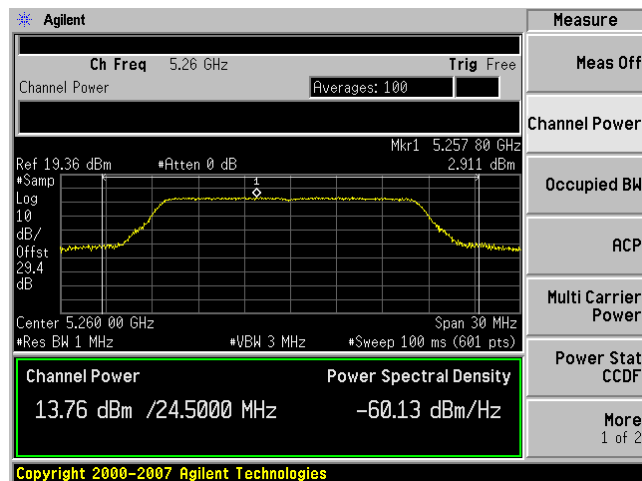 Agilent
Measure
Ch Freq 5.26 GHz Trig Free
Channel Power Averages: 100
Mkr1 5.257 80 GHz
Ref 19.36 dBm #Atten 0 dB 2.911 dBm
#Samp
Log
10
dB/
Offst
29.4
dB
1
Center 5.260 00 GHz Span 30 MHz
#Res BW 1 MHz #VBW 3 MHz #Sweep 100 ms (601 pts)
Channel Power Power Spectral Density
13.76 dBm /24.5000 MHz -60.13 dBm/Hz
Meas Off
Channel Power
Occupied BW
ACP
Multi Carrier
Power
Power Stat
CCDF
More
1 of 2
Copyright 2000-2007 Agilent Technologies